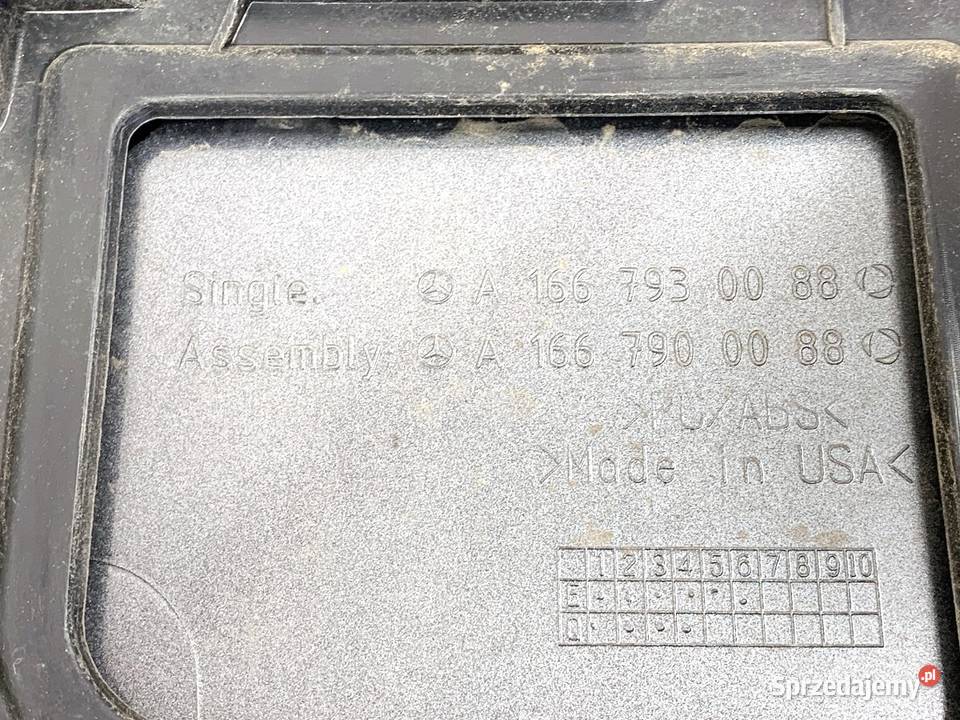 Single. A 166 793 00 88
Assembly. A 166 790 00 88
>PC/ABS<
>Made in USA<
1 2 3 4 5 6 7 8 9 10
E
Sprzedajemy.pl